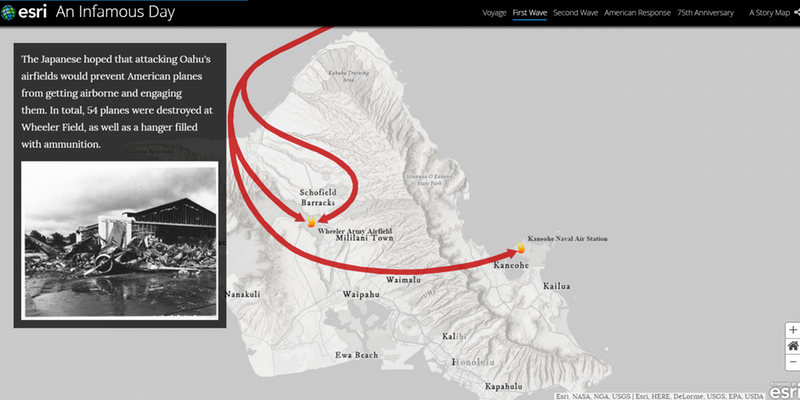 esri An Infamous Day
Voyage First Wave Second Wave American Response 75th Anniversary A Story Map
The Japanese hoped that attacking Oahu's
airfields would prevent American planes
from getting airborne and engaging
them. In total, 54 planes were destroyed at
Wheeler Field, as well as a hanger filled
with ammunition.
Kahuku Training
Area
Ahupuaa O Kahana
State Park
Schofield
Barracks
Wheeler Army Airfield
Mililani Town
Kaneohe Naval Air Station
Kaneohe
Kailua
Waimalu
Nanakuli
Waipahu
Kalihi
Ewa Beach
Honolulu
Kapahulu
+
−
POWERED BY
esri
Esri, NASA, NGA, USGS | Esri, HERE, DeLorme, USGS, EPA, USDA